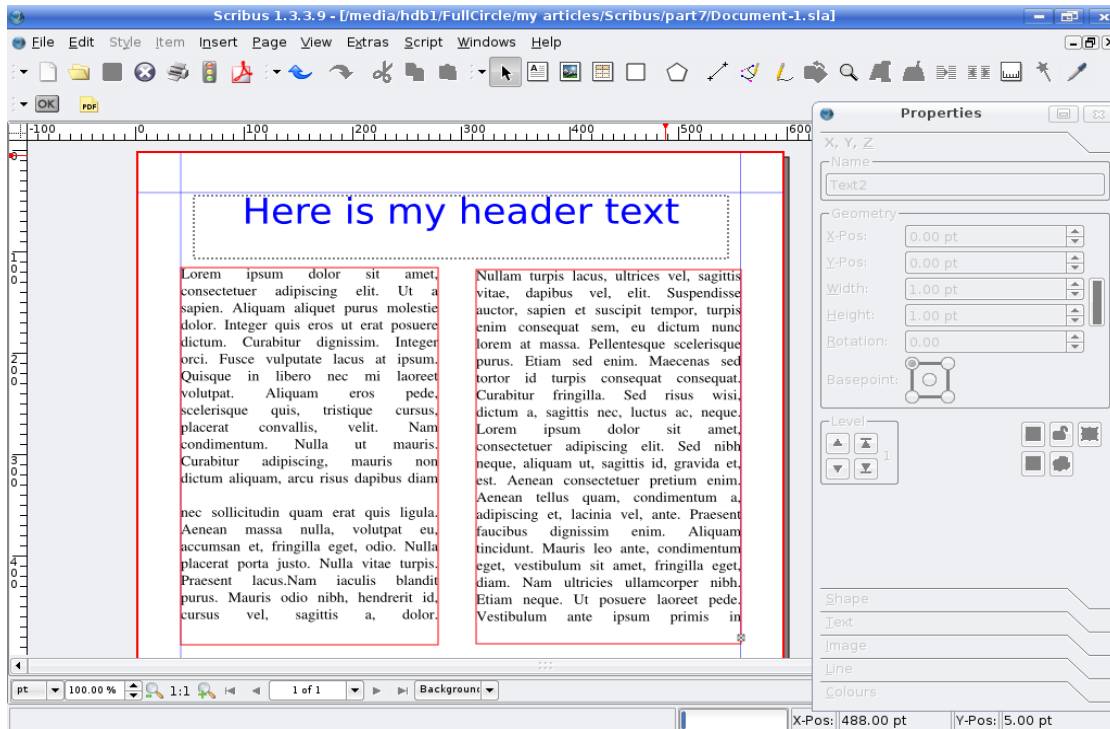 Scribus 1.3.3.9 - [/media/hdb1/FullCircle/my articles/Scribus/part7/Document-1.sla]
File Edit Style Item Insert Page View Extras Script Windows Help
OK PDF
-100 0 100 200 300 400 500 600
0
100
200
300
400
Here is my header text
Lorem ipsum dolor sit amet,
consectetuer adipiscing elit. Ut a
sapien. Aliquam aliquet purus molestie
dolor. Integer quis eros ut erat posuere
dictum. Curabitur dignissim. Integer
orci. Fusce vulputate lacus at ipsum.
Quisque in libero nec mi laoreet
volutpat. Aliquam eros pede,
scelerisque quis, tristique cursus,
placerat convallis, velit. Nam
condimentum. Nulla ut mauris.
Curabitur adipiscing, mauris non
dictum aliquam, arcu risus dapibus diam
nec sollicitudin quam erat quis ligula.
Aenean massa nulla, volutpat eu,
accumsan et, fringilla eget, odio. Nulla
placerat porta justo. Nulla vitae turpis.
Praesent lacus.Nam iaculis blandit
purus. Mauris odio nibh, hendrerit id,
cursus vel, sagittis a, dolor.
Nullam turpis lacus, ultrices vel, sagittis
vitae, dapibus vel, elit. Suspendisse
auctor, sapien et suscipit tempor, turpis
enim consequat sem, eu dictum nunc
lorem at massa. Pellentesque scelerisque
purus. Etiam sed enim. Maecenas sed
tortor id turpis consequat consequat.
Curabitur fringilla. Sed risus wisi,
dictum a, sagittis nec, luctus ac, neque.
Lorem ipsum dolor sit amet,
consectetuer adipiscing elit. Sed nibh
neque, aliquam ut, sagittis id, gravida et,
est. Aenean consectetuer pretium enim.
Aenean tellus quam, condimentum a,
adipiscing et, lacinia vel, ante. Praesent
faucibus dignissim enim. Aliquam
tincidunt. Mauris leo ante, condimentum
eget, vestibulum sit amet, fringilla eget,
diam. Nam ultricies ullamcorper nibh.
Etiam neque. Ut posuere laoreet pede.
Vestibulum ante ipsum primis in
Properties
X, Y, Z
Name
Text2
Geometry
X-Pos: 0.00 pt
Y-Pos: 0.00 pt
Width: 1.00 pt
Height: 1.00 pt
Rotation: 0.00
Basepoint:
Level
1
Shape
Text
Image
Line
Colours
pt 100.00 % 1:1 1 of 1 Background
X-Pos: 488.00 pt Y-Pos: 5.00 pt